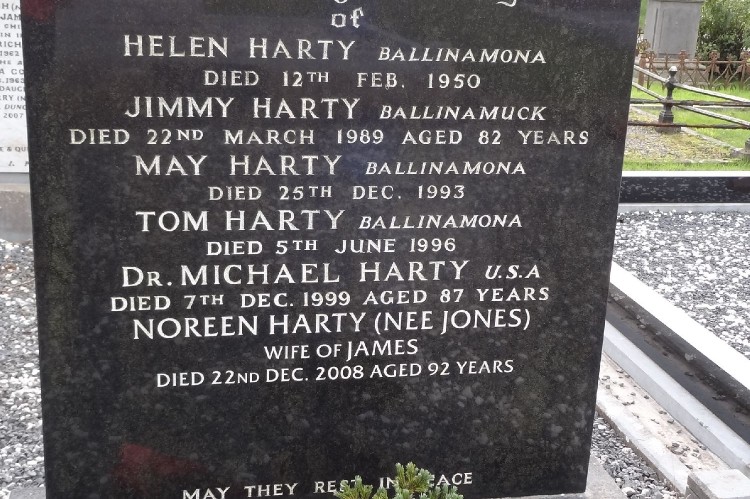 of
HELEN HARTY BALLINAMONA
DIED 12TH FEB. 1950
JIMMY HARTY BALLINAMUCK
DIED 22ND MARCH 1989 AGED 82 YEARS
MAY HARTY BALLINAMONA
DIED 25TH DEC. 1993
TOM HARTY BALLINAMONA
DIED 5TH JUNE 1996
DR. MICHAEL HARTY U.S.A
DIED 7TH DEC. 1999 AGED 87 YEARS
NOREEN HARTY (NEE JONES)
WIFE OF JAMES
DIED 22ND DEC. 2008 AGED 92 YEARS
MAY THEY REST IN PEACE